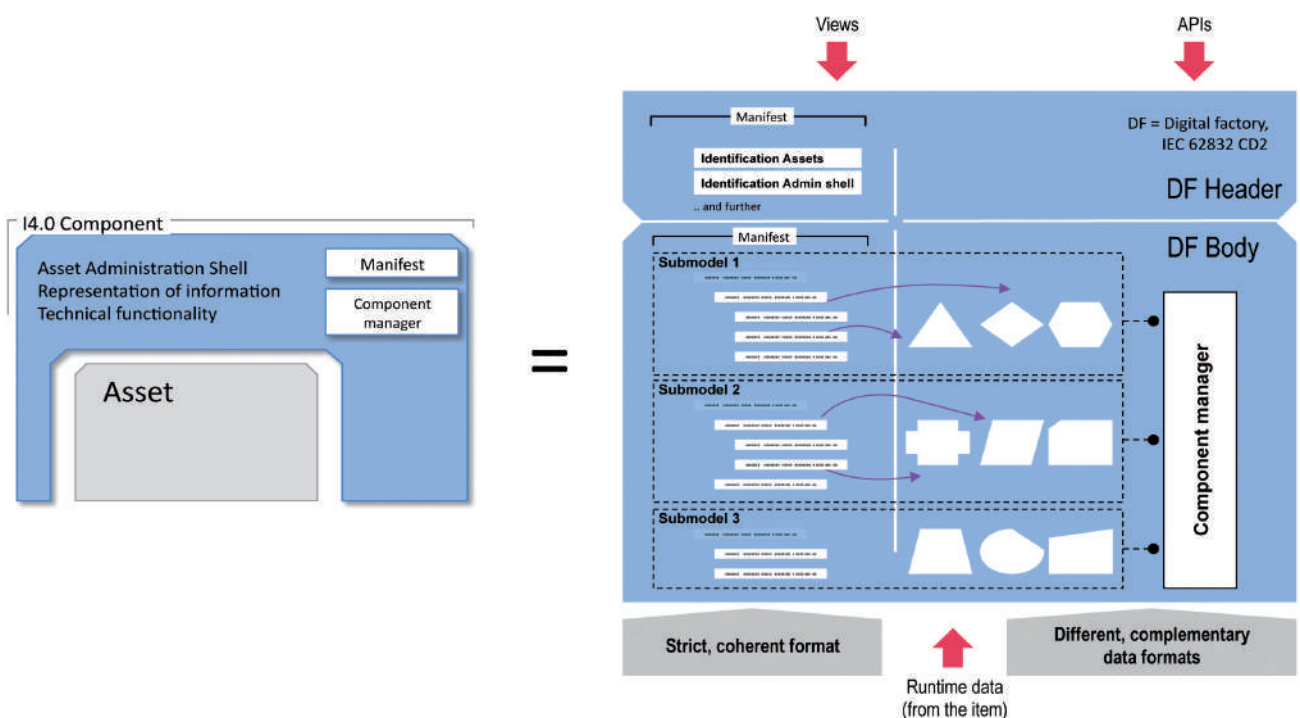 I4.0 Component
Asset Administration Shell
Representation of information
Technical functionality
Manifest
Component
manager
Asset
=
Views
APIs
Manifest
Identification Assets
Identification Admin shell
.. and further
DF = Digital factory,
IEC 62832 CD2
DF Header
Manifest
DF Body
Submodel 1
Submodel 2
Submodel 3
Component manager
Strict, coherent format
Different, complementary
data formats
Runtime data
(from the item)